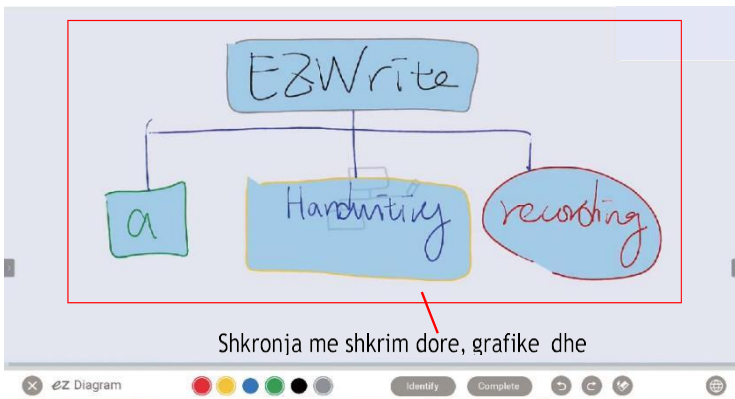 EZWrite
a
Handwriting
recording
Shkronja me shkrim dore, grafike dhe
ez Diagram
Identify
Complete